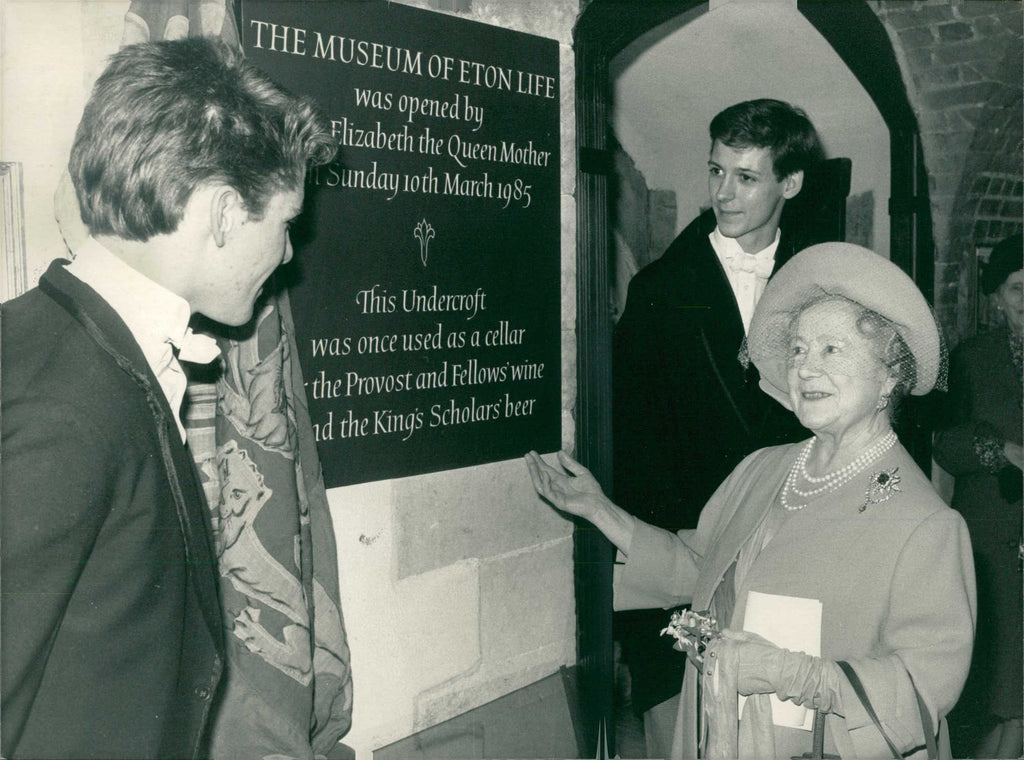 THE MUSEUM OF ETON LIFE
was opened by
Elizabeth the Queen Mother
Sunday 10th March 1985
This Undercroft
was once used as a cellar
the Provost and Fellows' wine
the King's Scholars' beer